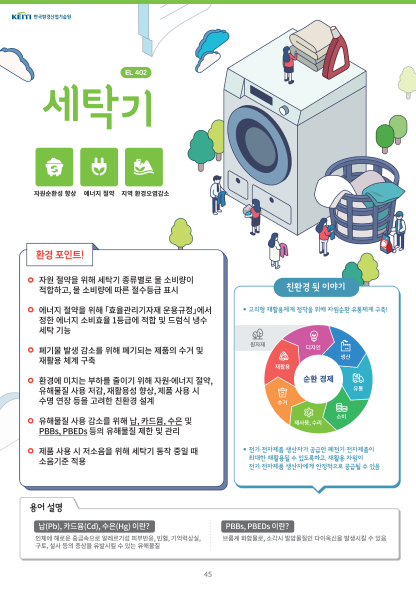 KEITI 한국환경산업기술원
EL 402
세탁기
자원순환성 향상
에너지 절약
지역 환경오염감소
환경 포인트!
자원 절약을 위해 세탁기 종류별로 물 소비량이
적합하고, 물 소비량에 따른 절수등급 표시
에너지 절약을 위해 「효율관리기자재 운용규정」에서
정한 에너지 소비효율 1등급에 적합 및 드럼식 냉수
세탁 기능
폐기물 발생 감소를 위해 폐기되는 제품의 수거 및
재활용 체계 구축
환경에 미치는 부하를 줄이기 위해 자원·에너지 절약,
유해물질 사용 저감, 재활용성 향상, 제품 사용 시
수명 연장 등을 고려한 친환경 설계
유해물질 사용 감소를 위해 납, 카드뮴, 수은 및
PBBs, PBEDs 등의 유해물질 제한 및 관리
제품 사용 시 저소음을 위해 세탁기 동작 중일 때
소음기준 적용
친환경 뒷 이야기
고리형 재활용체계 정착을 위해 자원순환 유통체계 구축!
원자재
디자인
생산
유통
소비
재사용, 수리
수거
재활용
순환 경제
전기·전자제품 생산자가 공급한 폐전기·전자제품이
최대한 재활용될 수 있도록하고, 재활용 자원이
전기·전자제품 생산자에게 안정적으로 공급될 수 있음
용어 설명
납(Pb), 카드뮴(Cd), 수은(Hg) 이란?
인체에 해로운 중금속으로 알레르기성 피부반응, 빈혈, 기억력상실,
구토, 설사 등의 증상을 유발시킬 수 있는 유해물질
PBBs, PBEDs 이란?
브롬계 화합물로, 소각시 발암물질인 다이옥신을 발생시킬 수 있음
45